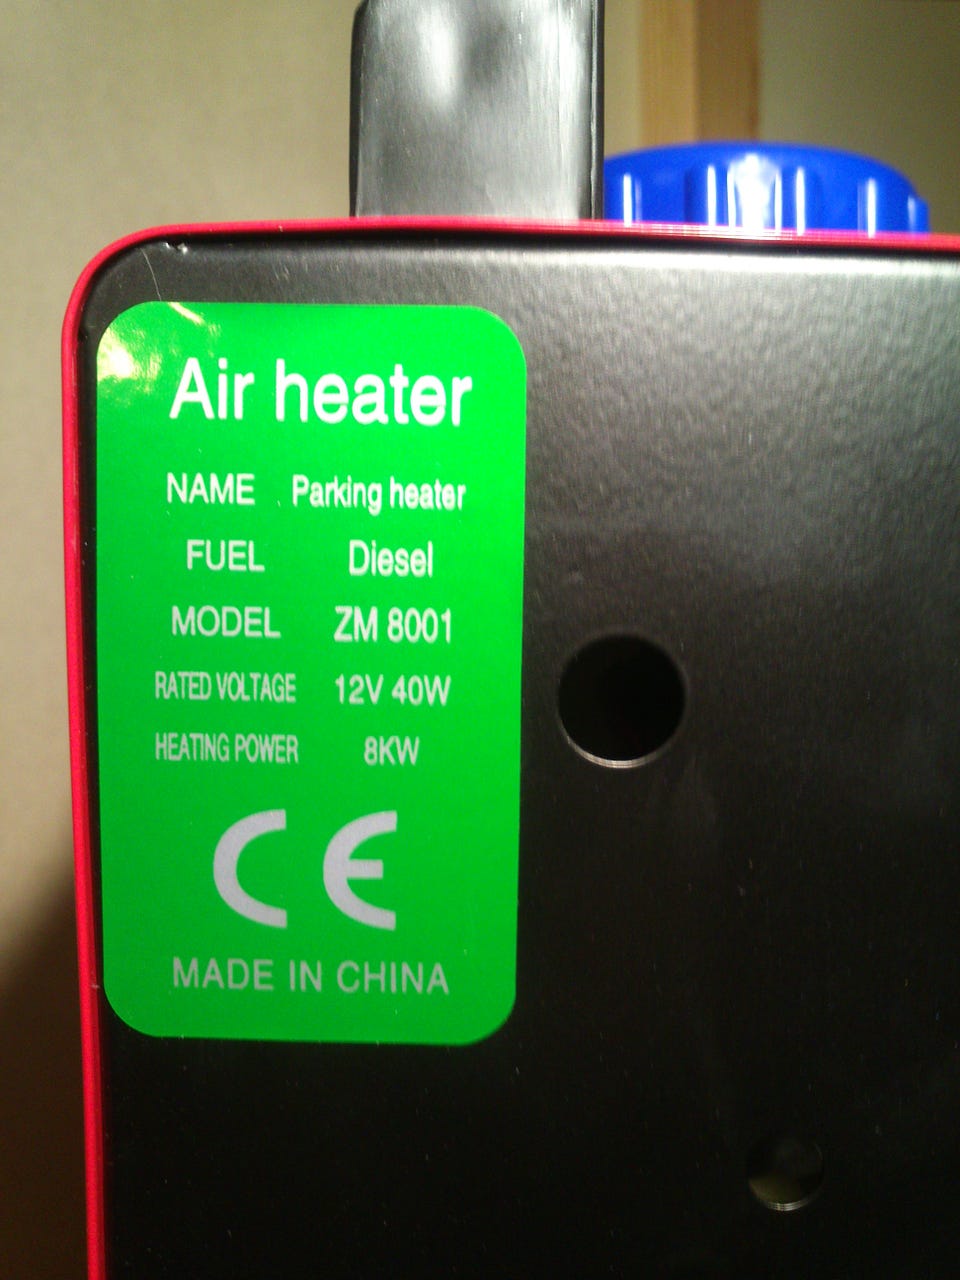 Air heater
NAME Parking heater
FUEL Diesel
MODEL ZM 8001
RATED VOLTAGE 12V 40W
HEATING POWER 8KW
CE
MADE IN CHINA